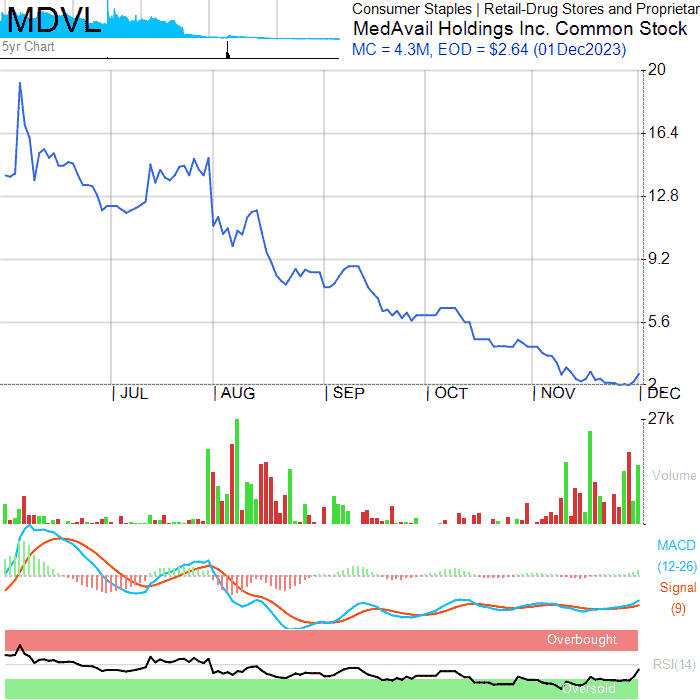 MDVL
5yr Chart
Consumer Staples | Retail-Drug Stores and Proprietar
MedAvail Holdings Inc. Common Stock
MC = 4.3M, EOD = $2.64 (01Dec2023)
20
16.4
12.8
9.2
5.6
2
JUL AUG SEP OCT NOV DEC
27k
Volume
MACD
(12-26)
Signal
(9)
Overbought
RSI(14)
Oversold